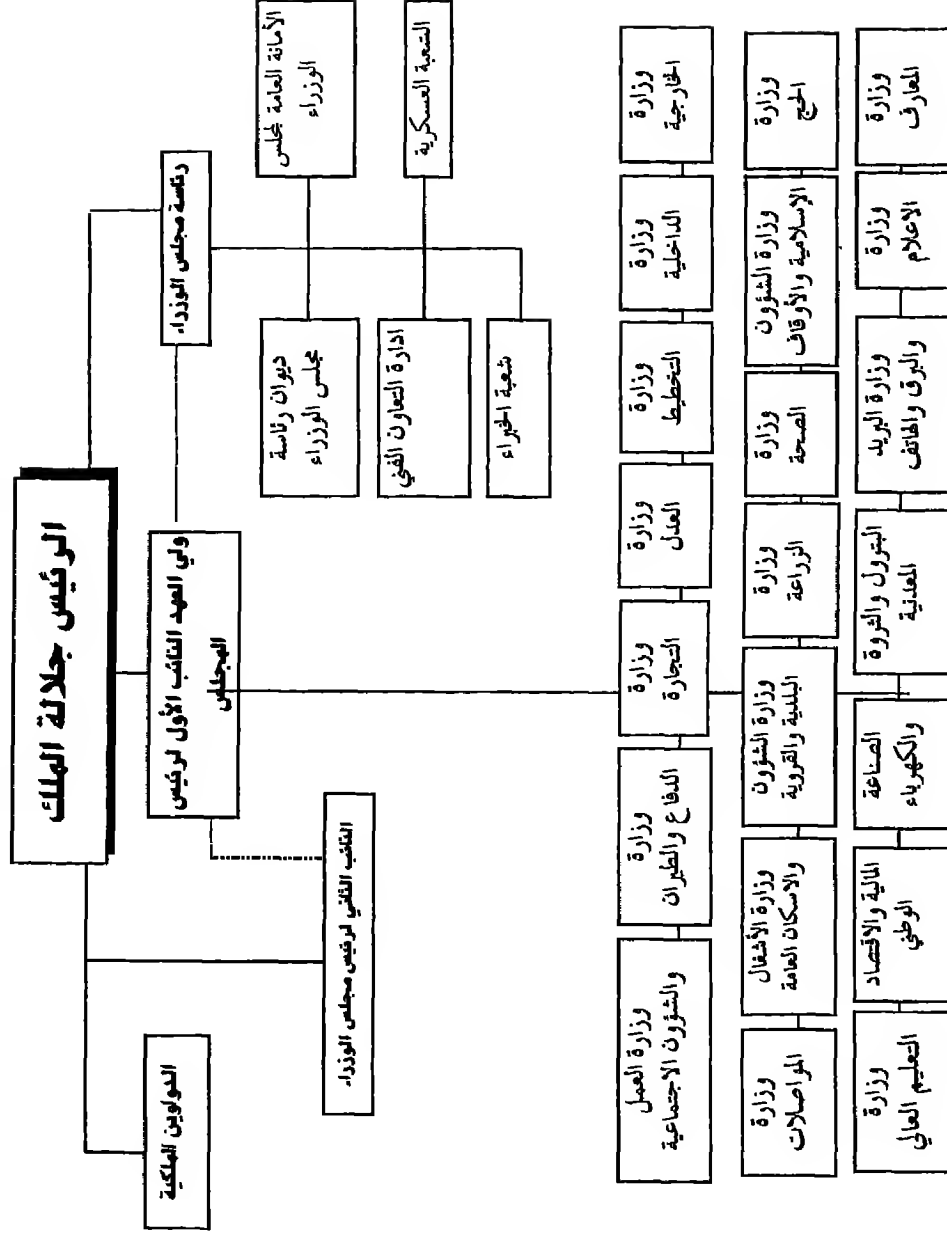 الرئيس جلالة الملك
رئاسة مجلس الوزراء
ولي العهد النائب الأول لرئيس
المجلس
النائب الثاني لرئيس مجلس الوزراء
الدواوين الملكية
الأمانة العامة لمجلس
الوزراء
ديوان رئاسة
مجلس الوزراء
الشعبة العسكرية
ادارة التعاون الفني
شعبة الخبراء
وزارة
الخارجية
وزارة
الداخلية
وزارة
التخطيط
وزارة
العدل
وزارة
التجارة
وزارة
الدفاع والطيران
وزارة العمل
والشؤون الاجتماعية
وزارة
الحج
وزارة الشؤون
الإسلامية والأوقاف
وزارة
الصحة
وزارة
الزراعة
وزارة الشؤون
البلدية والقروية
وزارة الأشغال
والاسكان العامة
وزارة
المواصلات
وزارة
المعارف
وزارة
الاعلام
وزارة البريد
والبرق والهاتف
البترول والثروة
المعدنية
الصناعة
والكهرباء
المالية والاقتصاد
الوطني
وزارة
التعليم العالي